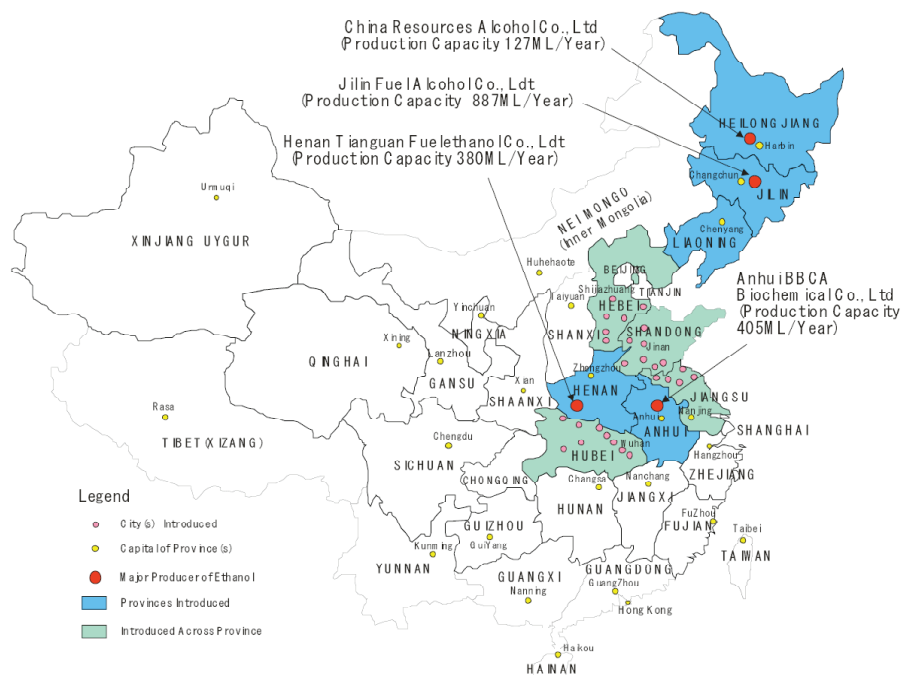 China Resources Alcohol Co., Ltd
(Production Capacity 127ML/Year)
Jilin Fuel Alcohol Co., Ldt
(Production Capacity 887ML/Year)
Henan Tianguan Fuelethanol Co., Ldt
(Production Capacity 380ML/Year)
HEILONGJIANG
Harbin
Changchun
JILIN
Urmuqi
XINJIANG UYGUR
NEIMONGO
(Inner Mongolia)
Chenyang
LIAONING
Huhehaote
BEIJING
Anhui BBCA
Biochemical Co., Ltd
(Production Capacity
405ML/Year)
Shijiazhuang
TIANJIN
Taiyuan
HEBEI
Yinchuan
NINGXIA
SHANXI
SHANDONG
Jinan
Xining
QINGHAI
Lanzhou
GANSU
Zhengzhou
Xian
SHAANXI
HENAN
JIANGSU
Rasa
Anhui
Nanjing
TIBET (XIZANG)
Chengdu
Wuhan
ANHUI
SHANGHAI
SICHUAN
HUBEI
Hangzhou
CHONGQING
Changsa
Nanchang
ZHEJIANG
Legend
HUNAN
JIANGXI
City(s) Introduced
GUIZHOU
FuZhou
FUJIAN
Taibei
Capital of Province(s)
Kunming
GuiYang
TAIWAN
YUNNAN
GUANGXI
GUANGDONG
Major Producer of Ethanol
Nanning
GuangZhou
Provinces Introduced
Hong Kong
Introduced Across Province
Haikou
HAINAN